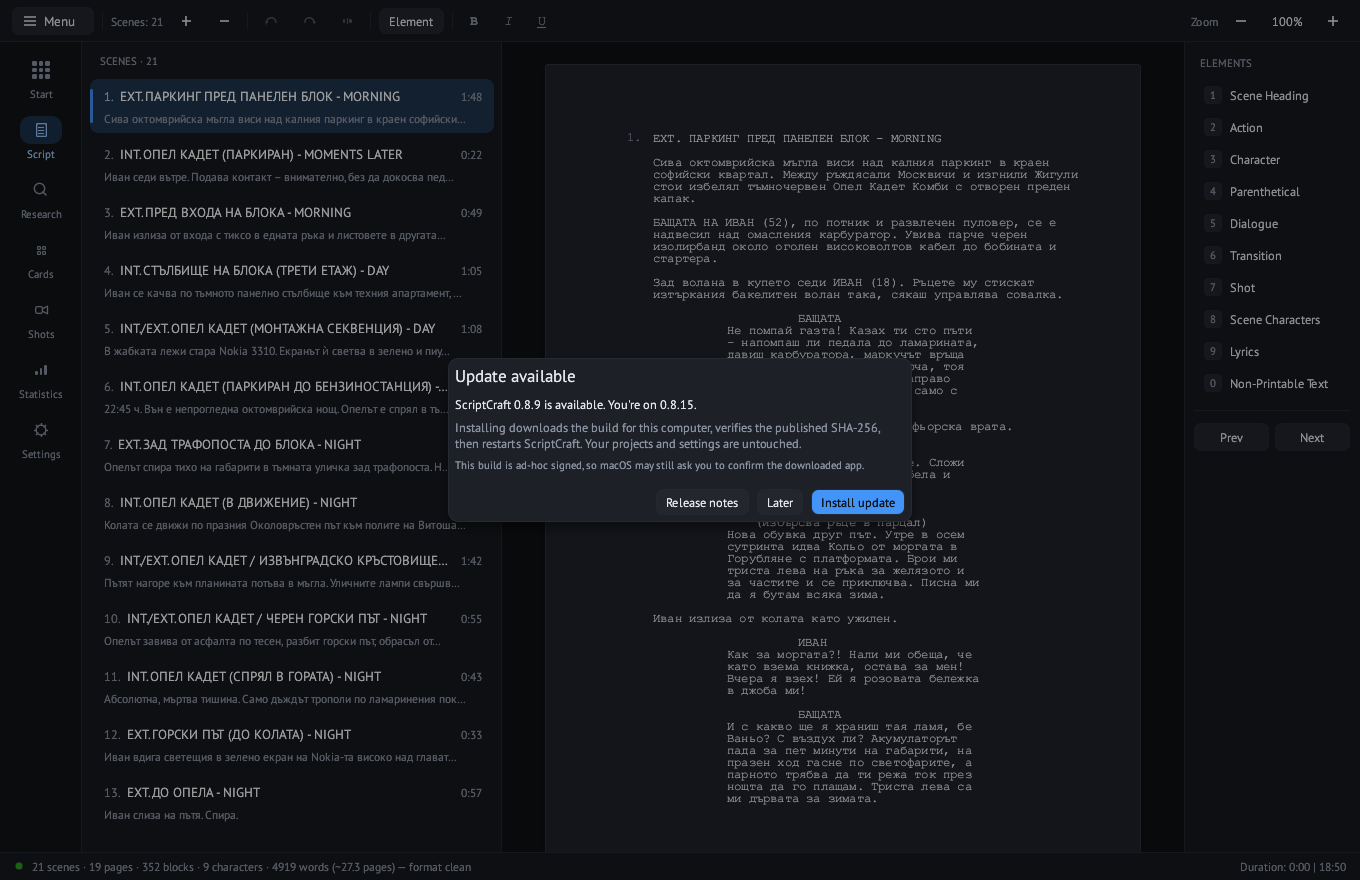 Menu
Scenes: 21
Element
B
I
U
Zoom
100%
Start
Script
Research
Cards
Shots
Statistics
Settings
SCENES · 21
1. EXT. ПАРКИНГ ПРЕД ПАНЕЛЕН БЛОК - MORNING 1:48
Сива октомврийска мъгла виси над калния паркинг в краен софийски...
2. INT. ОПЕЛ КАДЕТ (ПАРКИРАН) - MOMENTS LATER 0:22
Иван седи вътре. Подава контакт – внимателно, без да докосва пед...
3. EXT. ПРЕД ВХОДА НА БЛОКА - MORNING 0:49
Иван излиза от входа с тиксо в едната ръка и листовете в другата...
4. INT. СТЪЛБИЩЕ НА БЛОКА (ТРЕТИ ЕТАЖ) - DAY 1:05
Иван се качва по тъмното панелно стълбище към техния апартамент, ...
5. INT./EXT. ОПЕЛ КАДЕТ (МОНТАЖНА СЕКВЕНЦИЯ) - DAY 1:08
В жабката лежи стара Nokia 3310. Екранът ѝ светва в зелено и пиу...
6. INT. ОПЕЛ КАДЕТ (ПАРКИРАН ДО БЕНЗИНОСТАНЦИЯ) -...
22:45 ч. Вън е непрогледна октомврийска нощ. Опелът е спрял в тъ...
7. EXT. ЗАД ТРАФОПОСТА ДО БЛОКА - NIGHT
Опелът спира тихо на габарити в тъмната уличка зад трафопоста. Н...
8. INT. ОПЕЛ КАДЕТ (В ДВИЖЕНИЕ) - NIGHT
Колата се движи по празния Околовръстен път към полите на Витоша...
9. INT./EXT. ОПЕЛ КАДЕТ / ИЗВЪНГРАДСКО КРЪСТОВИЩЕ... 1:42
Пътят нагоре към планината потъва в мъгла. Уличните лампи свършв...
10. INT./EXT. ОПЕЛ КАДЕТ / ЧЕРЕН ГОРСКИ ПЪТ - NIGHT 0:55
Опелът завива от асфалта по тесен, разбит горски път, обрасъл от...
11. INT. ОПЕЛ КАДЕТ (СПРЯЛ В ГОРАТА) - NIGHT 0:43
Абсолютна, мъртва тишина. Само дъждът трополи по ламаринения пок...
12. EXT. ГОРСКИ ПЪТ (ДО КОЛАТА) - NIGHT 0:33
Иван вдига светещия в зелено екран на Nokia-та високо над глават...
13. EXT. ДО ОПЕЛА - NIGHT 0:57
Иван слиза на пътя. Спира.
1. EXT. ПАРКИНГ ПРЕД ПАНЕЛЕН БЛОК - MORNING
Сива октомврийска мъгла виси над калния паркинг в краен
софийски квартал. Между ръждясали Москвичи и изгнили Жигули
стои избелял тъмночервен Опел Кадет Комби с отворен преден
капак.
БАЩАТА НА ИВАН (52), по потник и развлечен пуловер, се е
надвесил над омасления карбуратор. Увива парче черен
изолирбанд около оголен високоволтов кабел до бобината и
стартера.
Зад волана в купето седи ИВАН (18). Ръцете му стискат
изтъркания бакелитен волан така, сякаш управлява совалка.
БАЩАТА
Не помпай газта! Казах ти сто пъти
– напомпаш ли педала до ламарината,
давиш карбуратора, маркучът връща
тоя
направо
само с
фьорска врата.
Сложи
(избърсва ръце в парцал)
Нова обувка друг път. Утре в осем
сутринта идва Кольо от моргата в
Горубляне с платформата. Брои ми
триста лева на ръка за желязото и
за частите и се приключва. Писна ми
да я бутам всяка зима.
Иван излиза от колата като ужилен.
ИВАН
Как за моргата?! Нали ми обеща, че
като взема книжка, остава за мен!
Вчера я взех! Ей я розовата бележка
в джоба ми!
БАЩАТА
И с какво ще я храниш тая ламя, бе
Ваньо? С въздух ли? Акумулаторът
пада за пет минути на габарити, на
празен ход гасне по светофарите, а
парното трябва да ти режа ток през
нощта да го плащам. Триста лева са
ми дървата за зимата.
Update available
ScriptCraft 0.8.9 is available. You're on 0.8.15.
Installing downloads the build for this computer, verifies the published SHA-256,
then restarts ScriptCraft. Your projects and settings are untouched.
This build is ad-hoc signed, so macOS may still ask you to confirm the downloaded app.
Release notes
Later
Install update
ELEMENTS
1 Scene Heading
2 Action
3 Character
4 Parenthetical
5 Dialogue
6 Transition
7 Shot
8 Scene Characters
9 Lyrics
0 Non-Printable Text
Prev
Next
21 scenes · 19 pages · 352 blocks · 9 characters · 4919 words (~27.3 pages) — format clean
Duration: 0:00 | 18:50